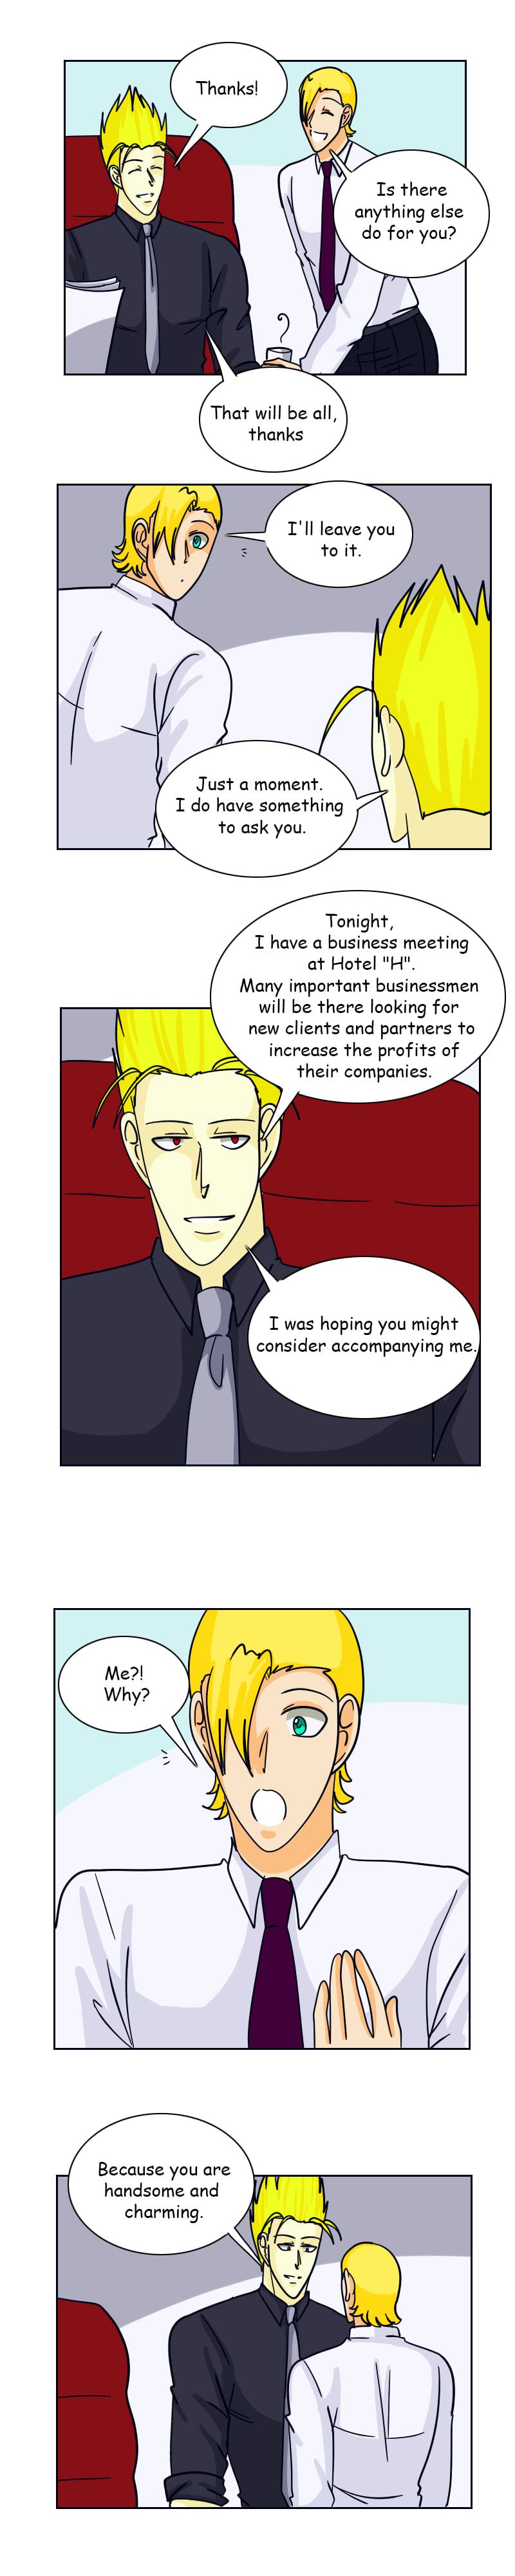 Thanks!
Is there
anything else
do for you?
That will be all,
thanks
I'll leave you
to it.
Just a moment.
I do have something
to ask you.
Tonight,
I have a business meeting
at Hotel "H".
Many important businessmen
will be there looking for
new clients and partners to
increase the profits of
their companies.
I was hoping you might
consider accompanying me.
Me?!
Why?
Because you are
handsome and
charming.